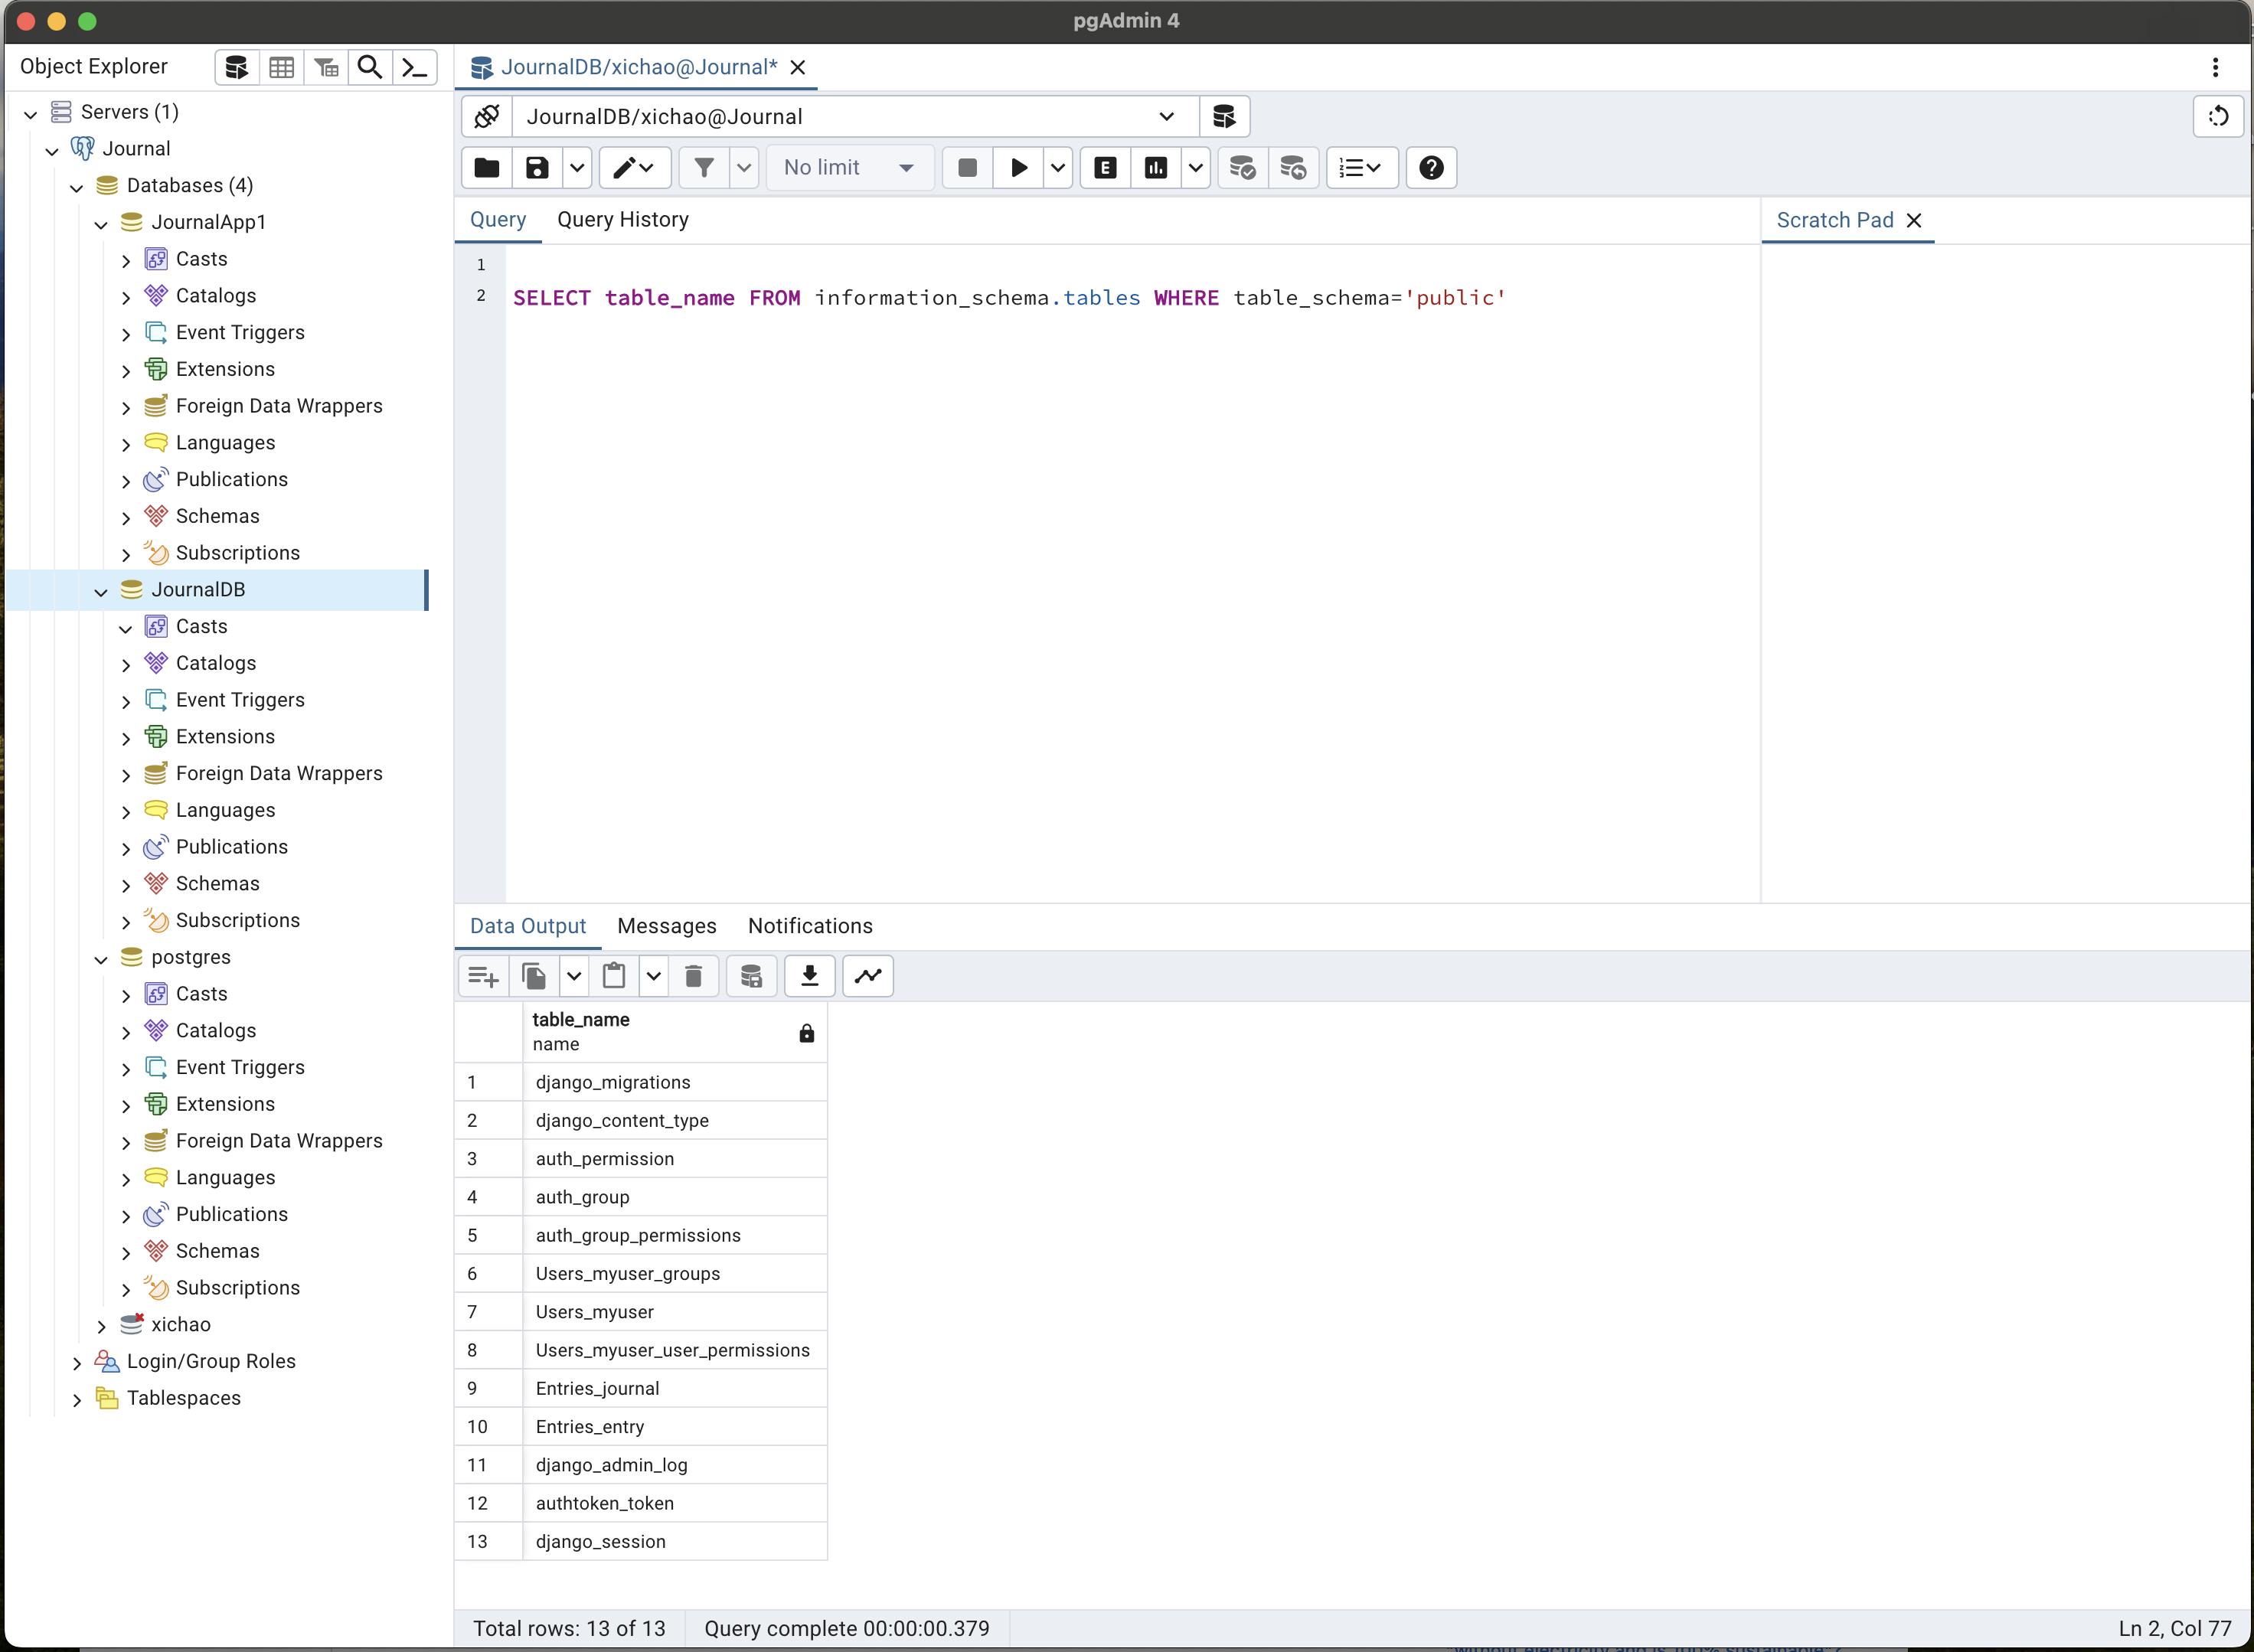 pgAdmin 4
Object Explorer
JournalDB/xichao@Journal*
Servers (1)
Journal
Databases (4)
JournalApp1
Casts
Catalogs
Event Triggers
Extensions
Foreign Data Wrappers
Languages
Publications
Schemas
Subscriptions
JournalDB
Casts
Catalogs
Event Triggers
Extensions
Foreign Data Wrappers
Languages
Publications
Schemas
Subscriptions
postgres
Casts
Catalogs
Event Triggers
Extensions
Foreign Data Wrappers
Languages
Publications
Schemas
Subscriptions
xichao
Login/Group Roles
Tablespaces
JournalDB/xichao@Journal
No limit
E
Query Query History
Scratch Pad
1
2 SELECT table_name FROM information_schema.tables WHERE table_schema='public'
Data Output Messages Notifications
table_name
name
1 django_migrations
2 django_content_type
3 auth_permission
4 auth_group
5 auth_group_permissions
6 Users_myuser_groups
7 Users_myuser
8 Users_myuser_user_permissions
9 Entries_journal
10 Entries_entry
11 django_admin_log
12 authtoken_token
13 django_session
Total rows: 13 of 13 Query complete 00:00:00.379 Ln 2, Col 77